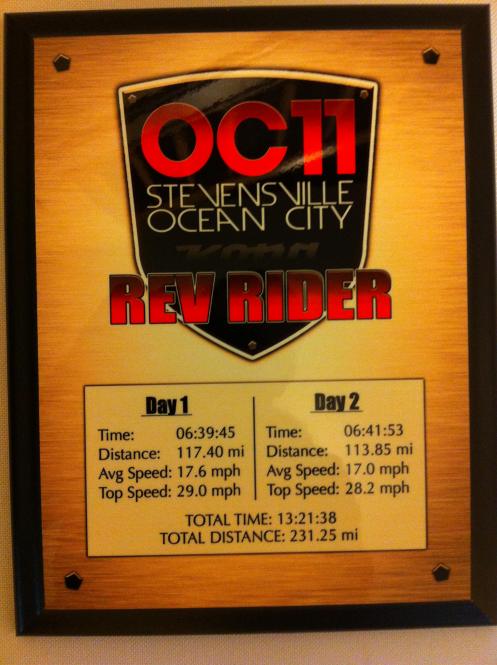 OC11
STEVENSVILLE
OCEAN CITY
KONA
REV RIDER
Day 1
Time: 06:39:45
Distance: 117.40 mi
Avg Speed: 17.6 mph
Top Speed: 29.0 mph
Day 2
Time: 06:41:53
Distance: 113.85 mi
Avg Speed: 17.0 mph
Top Speed: 28.2 mph
TOTAL TIME: 13:21:38
TOTAL DISTANCE: 231.25 mi